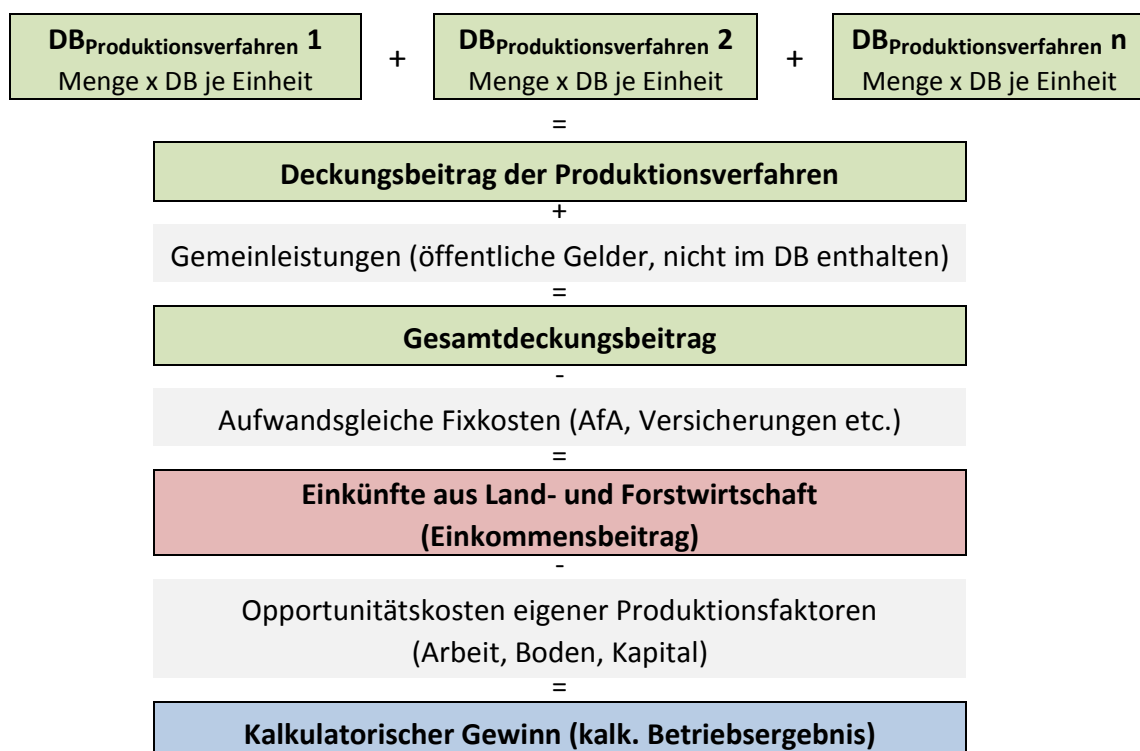 DBProduktionsverfahren 1 + DBProduktionsverfahren 2 + DBProduktionsverfahren n
Menge x DB je Einheit Menge x DB je Einheit Menge x DB je Einheit
=
Deckungsbeitrag der Produktionsverfahren
+
Gemeinleistungen (öffentliche Gelder, nicht im DB enthalten)
=
Gesamtdeckungsbeitrag
-
Aufwandsgleiche Fixkosten (AfA, Versicherungen etc.)
=
Einkünfte aus Land- und Forstwirtschaft
(Einkommensbeitrag)
-
Opportunitätskosten eigener Produktionsfaktoren
(Arbeit, Boden, Kapital)
=
Kalkulatorischer Gewinn (kalk. Betriebsergebnis)